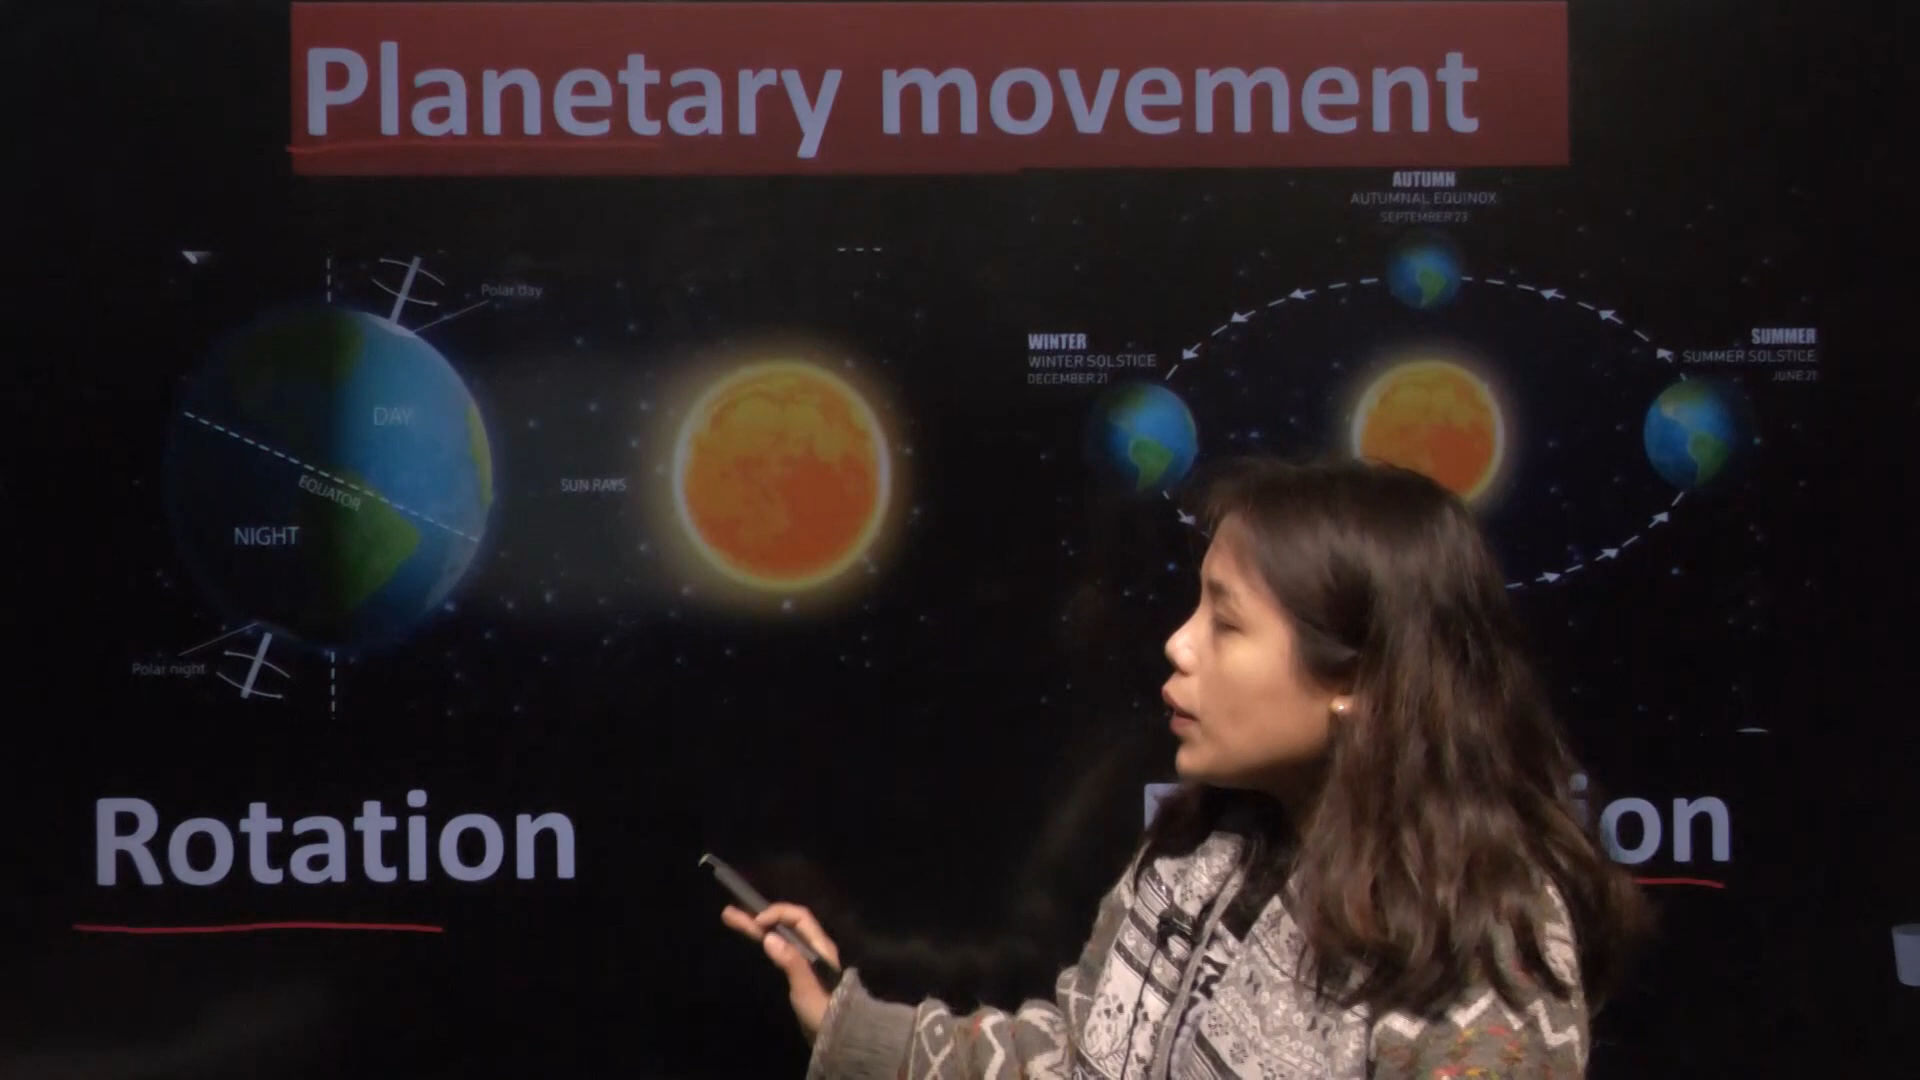 Planetary movement
AUTUMN
AUTUMNAL EQUINOX
SEPTEMBER 23
Polar day
WINTER
WINTER SOLSTICE
DECEMBER 21
SUMMER
SUMMER SOLSTICE
JUNE 21
DAY
EQUATOR
SUN RAYS
NIGHT
Polar night
Rotation
ion